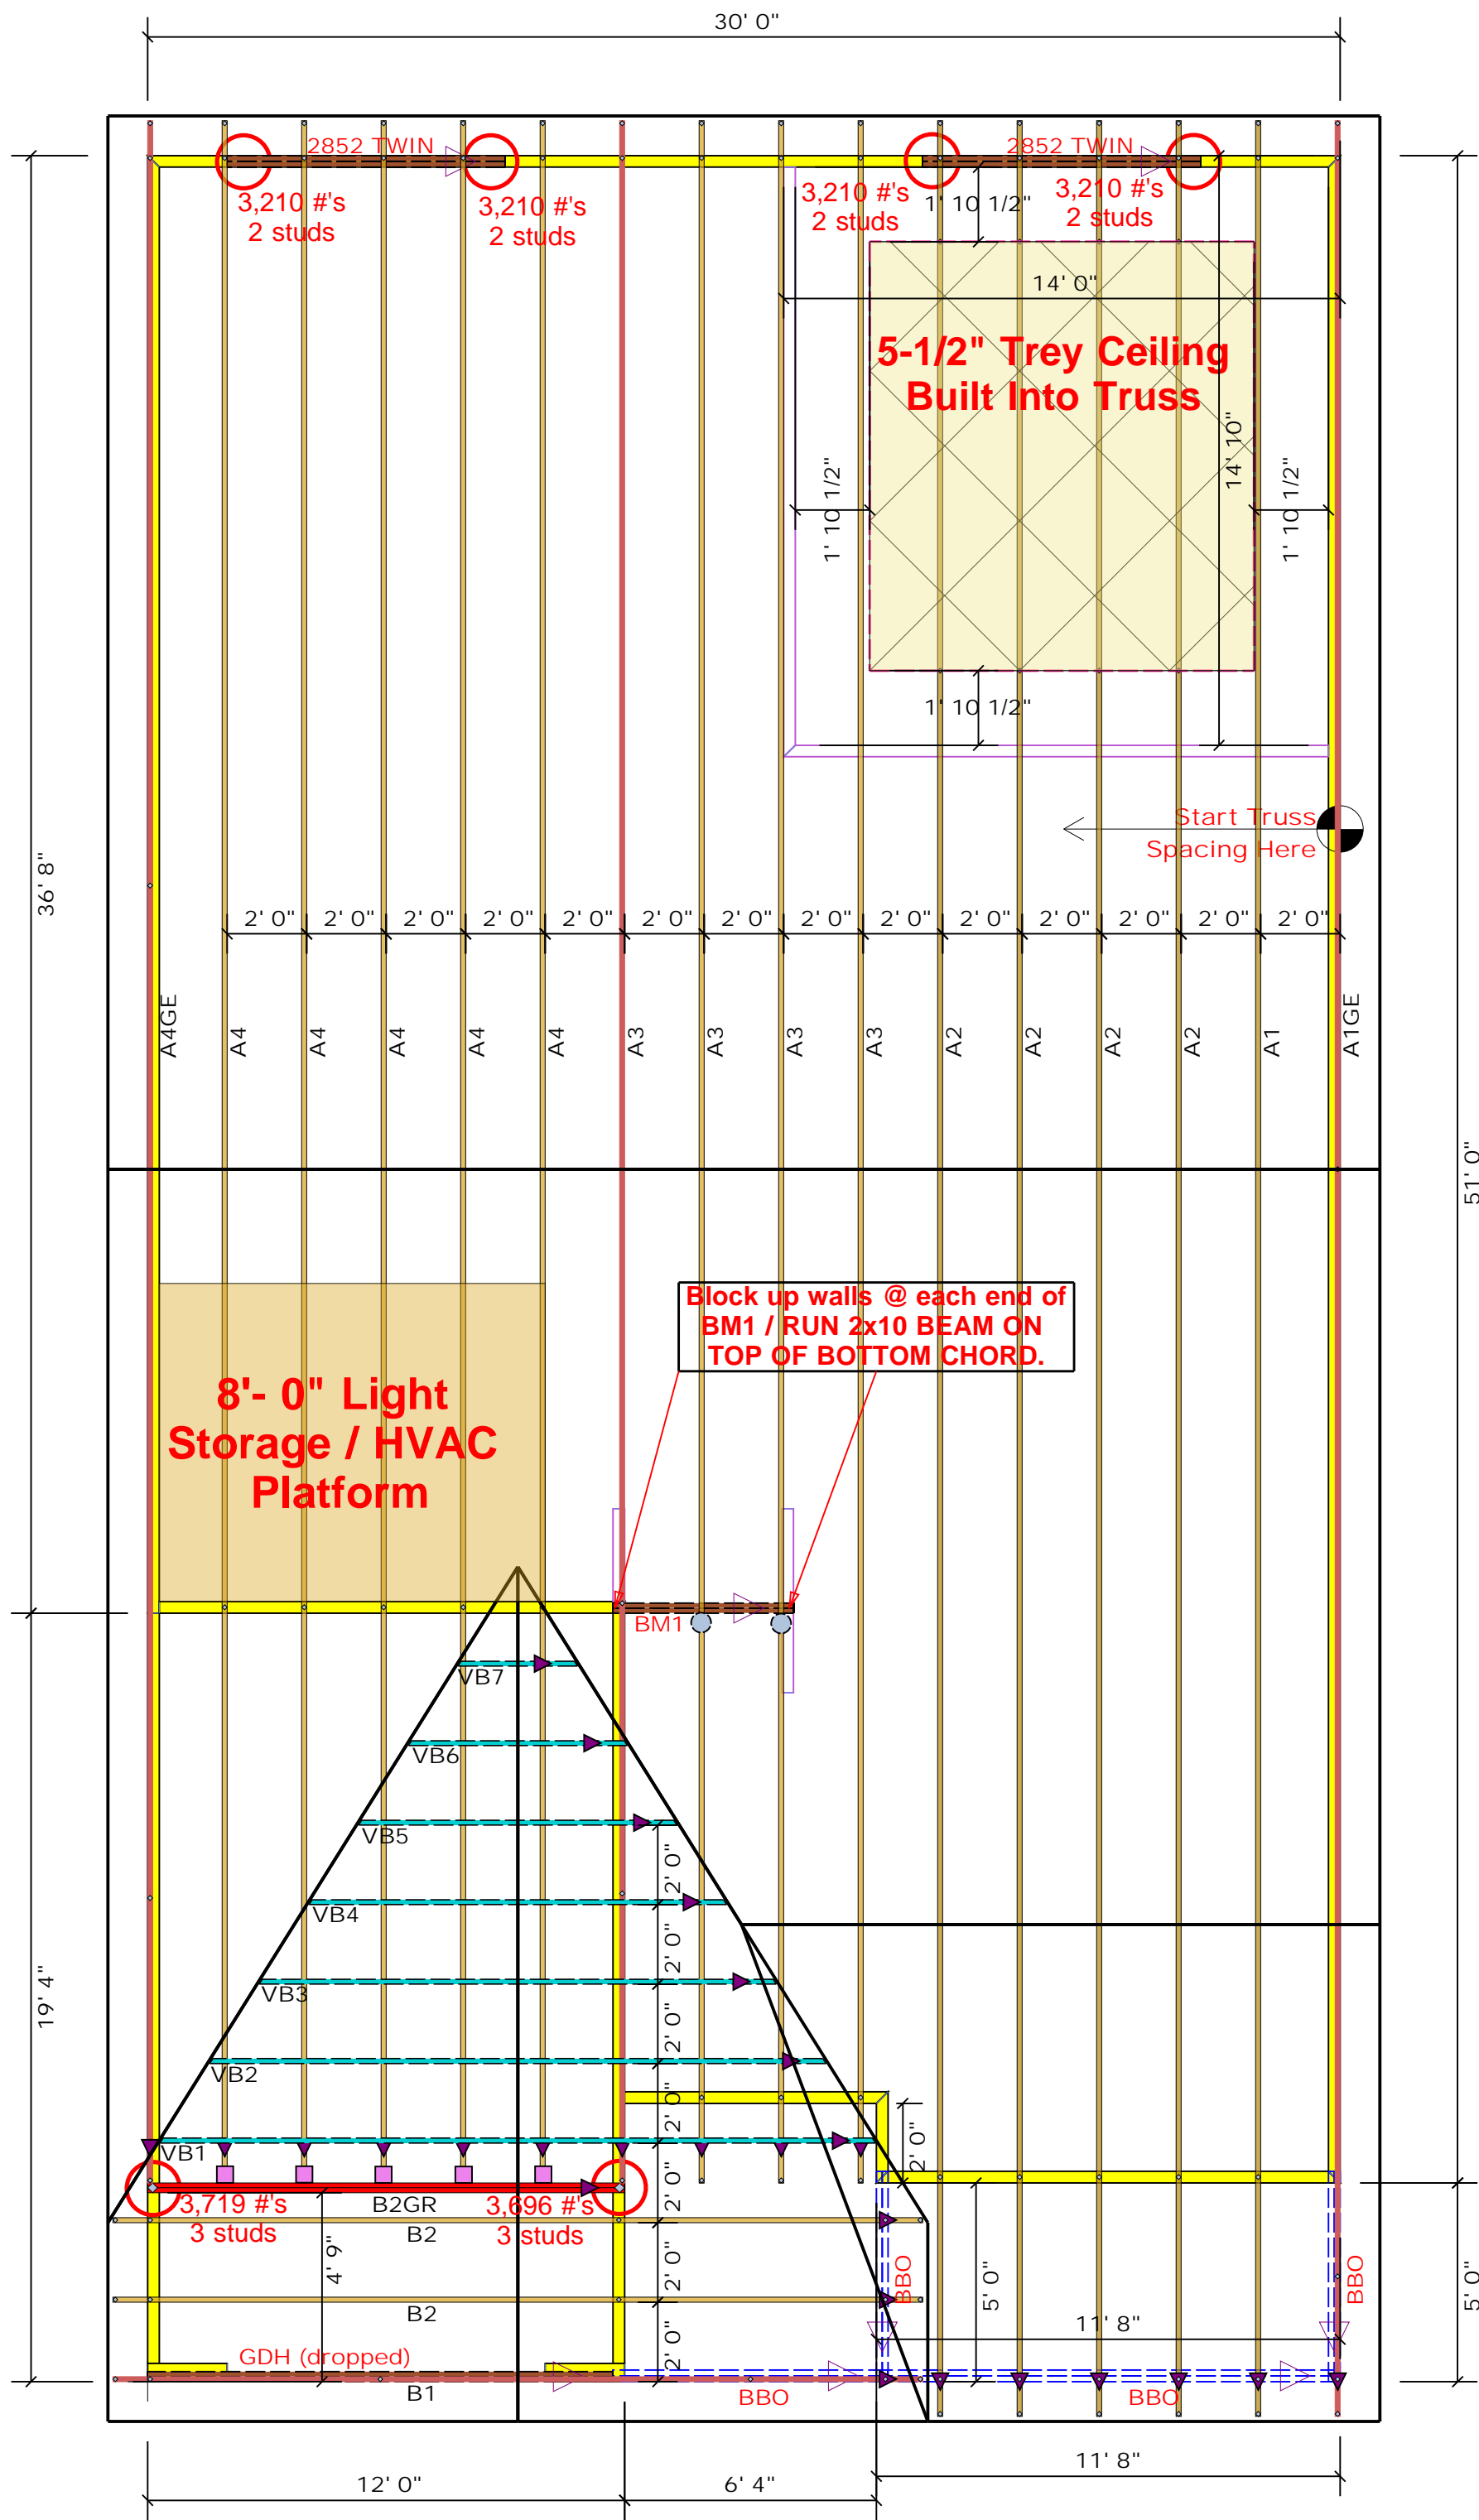 30' 0"
2852 TWIN
2852 TWIN
3,210 #'s
2 studs
3,210 #'s
2 studs
3,210 #'s
2 studs
3,210 #'s
2 studs
1' 10 1/2"
14' 0"
5-1/2" Trey Ceiling
Built Into Truss
14' 10"
1' 10 1/2"
1' 10 1/2"
1' 10 1/2"
Start Truss
Spacing Here
36' 8"
51' 0"
2' 0"
2' 0"
2' 0"
2' 0"
2' 0"
2' 0"
2' 0"
2' 0"
2' 0"
2' 0"
2' 0"
2' 0"
2' 0"
2' 0"
A4GE
A4
A4
A4
A4
A4
A3
A3
A3
A3
A2
A2
A2
A2
A1
A1GE
Block up walls @ each end of
BM1 / RUN 2x10 BEAM ON
TOP OF BOTTOM CHORD.
8'- 0" Light
Storage / HVAC
Platform
BM1
VB7
VB6
VB5
VB4
VB3
VB2
VB1
2' 0"
2' 0"
2' 0"
2' 0"
2' 0"
2' 0"
2' 0"
2' 0"
19' 4"
3,719 #'s
3 studs
B2GR
3,696 #'s
3 studs
B2
4' 9"
B2
GDH (dropped)
B1
BBO
BBO
BBO
BBO
5' 0"
5' 0"
11' 8"
11' 8"
12' 0"
6' 4"